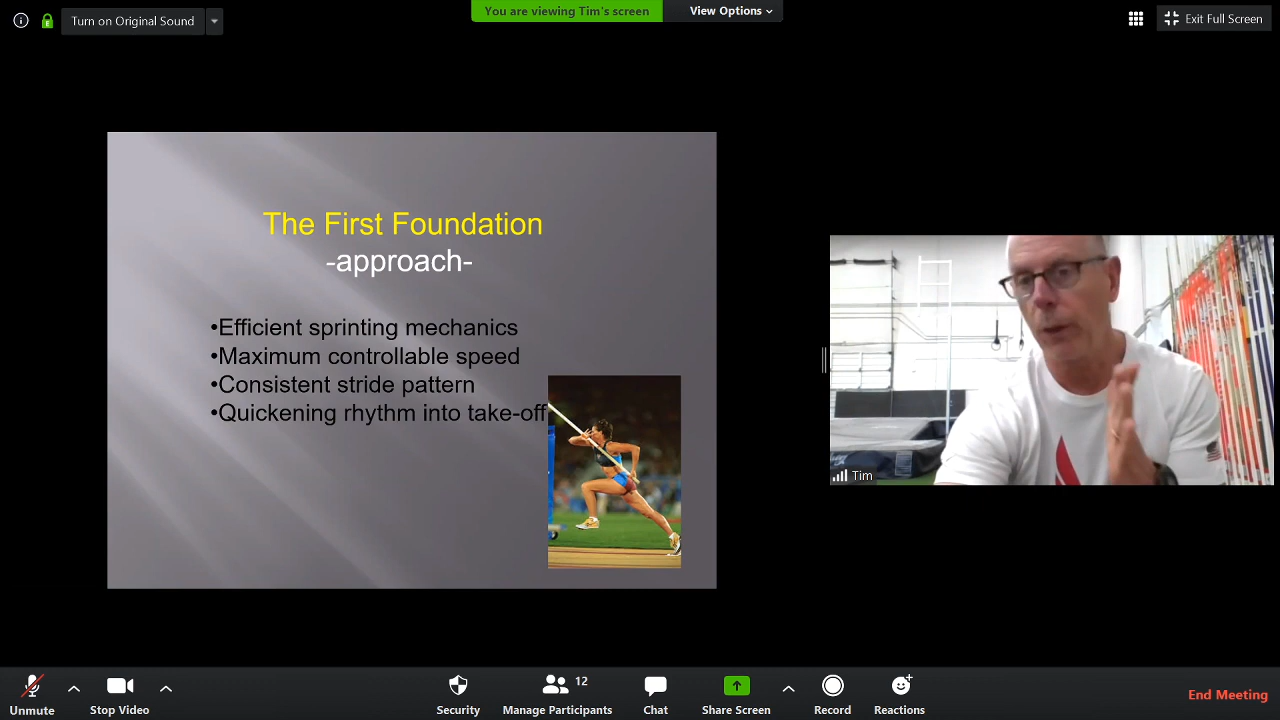 You are viewing Tim's screen
View Options
Turn on Original Sound
Exit Full Screen
The First Foundation
-approach-
•Efficient sprinting mechanics
•Maximum controllable speed
•Consistent stride pattern
•Quickening rhythm into take-off
Tim
12
Unmute
Stop Video
Security
Manage Participants
Chat
Share Screen
Record
Reactions
End Meeting